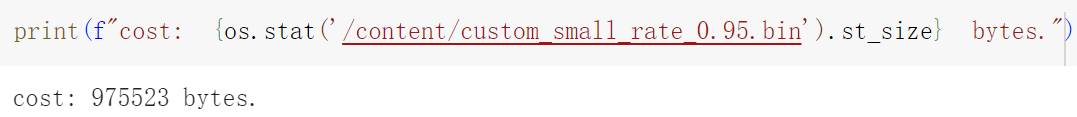 print(f"cost:  {os.stat('/content/custom_small_rate_0.95.bin').st_size}  bytes.")
cost: 975523 bytes.